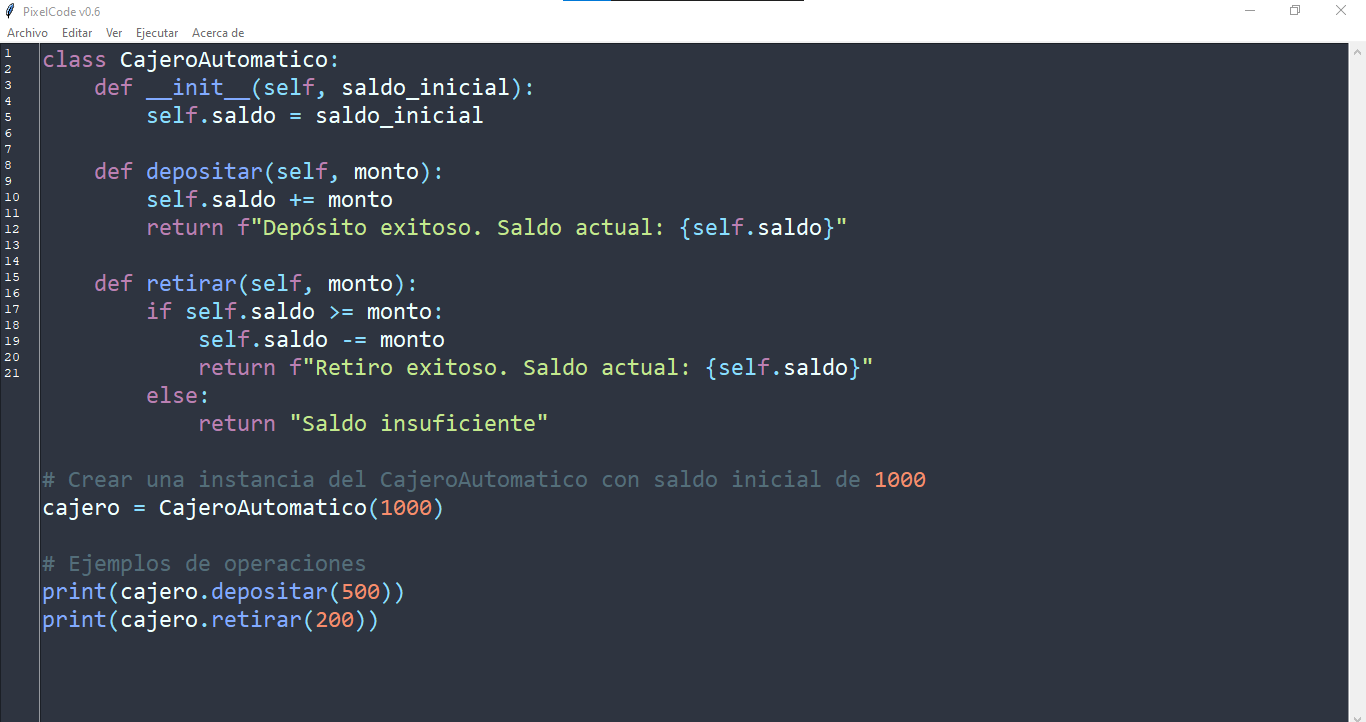 PixelCode v0.6
Archivo Editar Ver Ejecutar Acerca de
1
2
3
4
5
6
7
8
9
10
11
12
13
14
15
16
17
18
19
20
21
class CajeroAutomatico:
    def __init__(self, saldo_inicial):
        self.saldo = saldo_inicial

    def depositar(self, monto):
        self.saldo += monto
        return f"Depósito exitoso. Saldo actual: {self.saldo}"

    def retirar(self, monto):
        if self.saldo >= monto:
            self.saldo -= monto
            return f"Retiro exitoso. Saldo actual: {self.saldo}"
        else:
            return "Saldo insuficiente"

# Crear una instancia del CajeroAutomatico con saldo inicial de 1000
cajero = CajeroAutomatico(1000)

# Ejemplos de operaciones
print(cajero.depositar(500))
print(cajero.retirar(200))